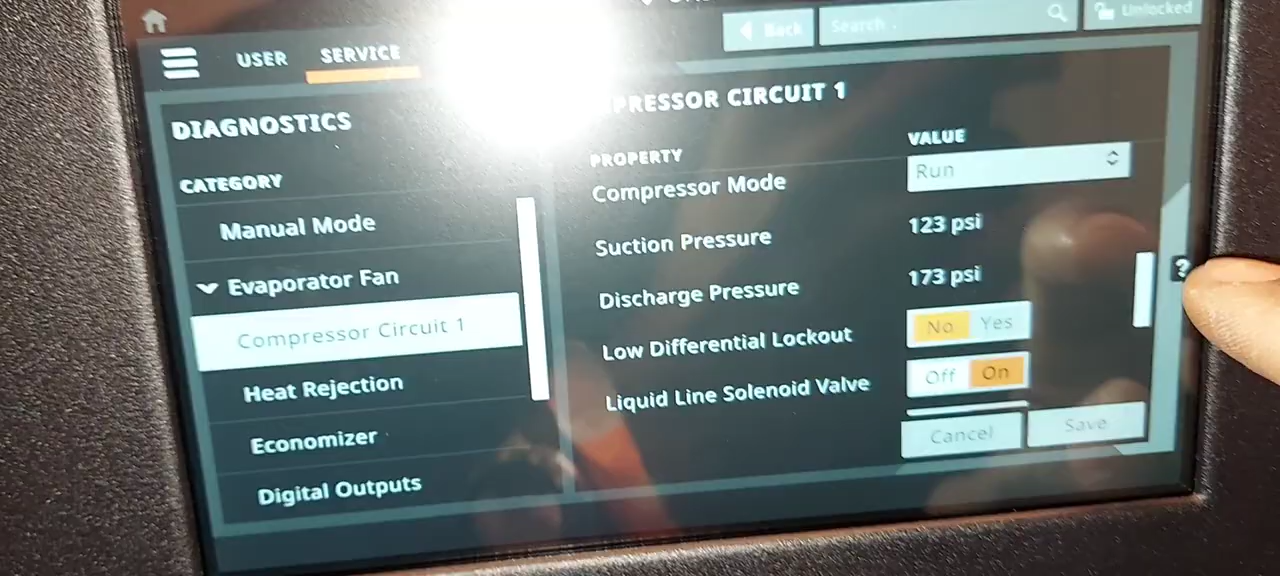 Back
Search .
Unlocked
USER
SERVICE
DIAGNOSTICS
CATEGORY
Manual Mode
Evaporator Fan
Compressor Circuit 1
Heat Rejection
Economizer
Digital Outputs
PRESSOR CIRCUIT 1
PROPERTY VALUE
Compressor Mode Run
Suction Pressure 123 psi
Discharge Pressure 173 psi
Low Differential Lockout No Yes
Liquid Line Solenoid Valve Off On
Cancel Save
?